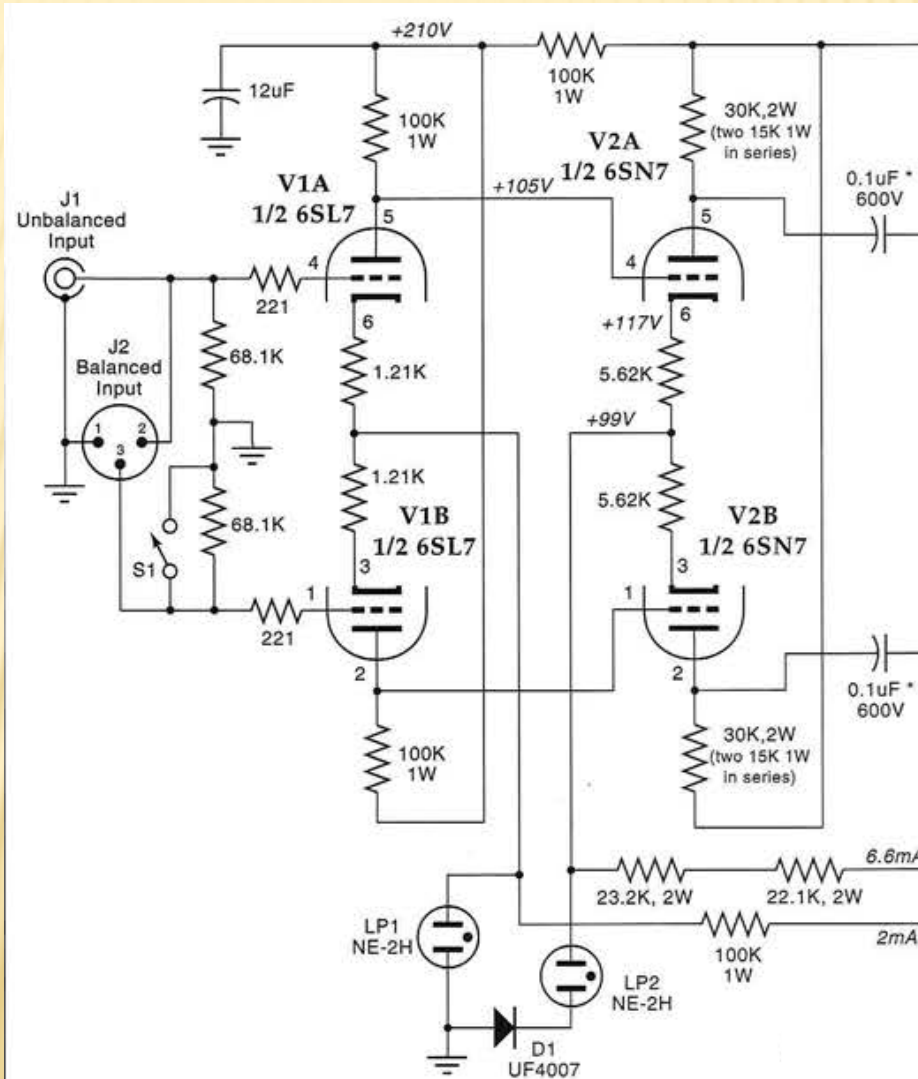 +210V
12uF
100K
1W
100K
1W
30K,2W
(two 15K 1W
in series)
V1A
1/2 6SL7
V2A
1/2 6SN7
+105V
0.1uF *
600V
J1
Unbalanced
Input
5
5
4
4
221
6
6
+117V
68.1K
1.21K
5.62K
J2
Balanced
Input
1
2
3
+99V
1.21K
5.62K
68.1K
V1B
1/2 6SL7
V2B
1/2 6SN7
S1
3
3
1
1
221
2
2
0.1uF *
600V
100K
1W
30K,2W
(two 15K 1W
in series)
6.6mA
23.2K, 2W
22.1K, 2W
LP1
NE-2H
2mA
100K
1W
LP2
NE-2H
D1
UF4007